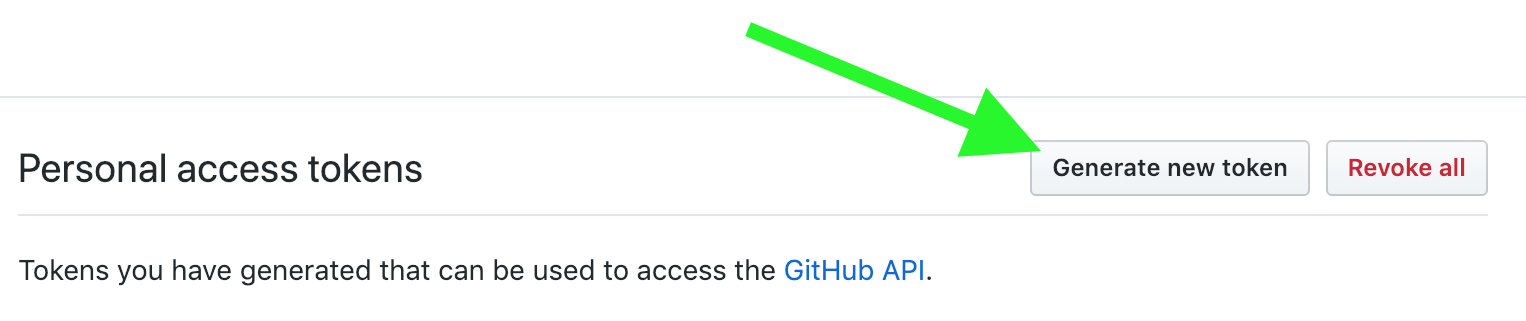 Personal access tokens Generate new token Revoke all
Tokens you have generated that can be used to access the GitHub API.